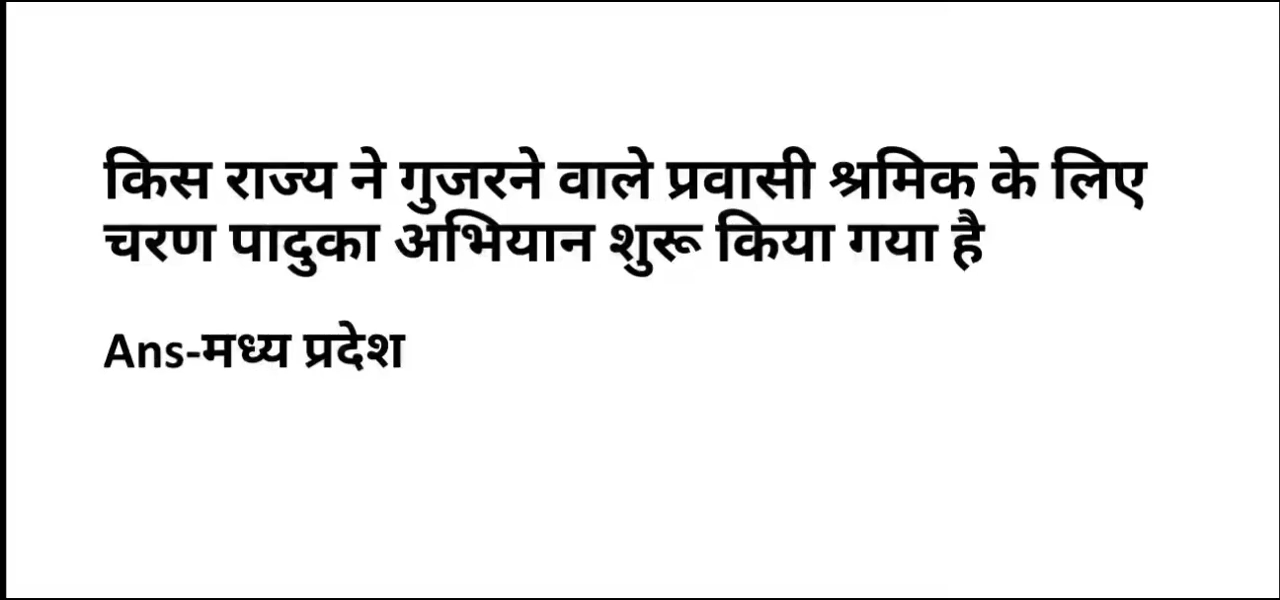 किस राज्य ने गुजरने वाले प्रवासी श्रमिक के लिए
चरण पादुका अभियान शुरू किया गया है
Ans-मध्य प्रदेश